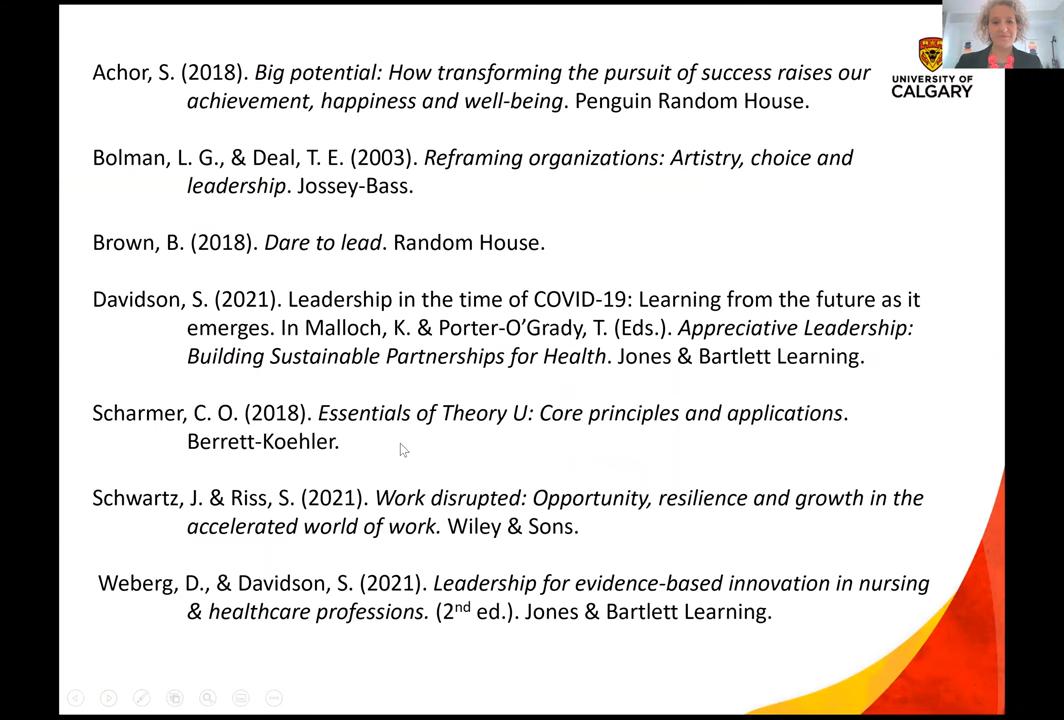 Achor, S. (2018). Big potential: How transforming the pursuit of success raises our
achievement, happiness and well-being. Penguin Random House.
UNIVERSITY OF
CALGARY
Bolman, L. G., & Deal, T. E. (2003). Reframing organizations: Artistry, choice and
leadership. Jossey-Bass.
Brown, B. (2018). Dare to lead. Random House.
Davidson, S. (2021). Leadership in the time of COVID-19: Learning from the future as it
emerges. In Malloch, K. & Porter-O’Grady, T. (Eds.). Appreciative Leadership:
Building Sustainable Partnerships for Health. Jones & Bartlett Learning.
Scharmer, C. O. (2018). Essentials of Theory U: Core principles and applications.
Berrett-Koehler.
Schwartz, J. & Riss, S. (2021). Work disrupted: Opportunity, resilience and growth in the
accelerated world of work. Wiley & Sons.
Weberg, D., & Davidson, S. (2021). Leadership for evidence-based innovation in nursing
& healthcare professions. (2nd ed.). Jones & Bartlett Learning.